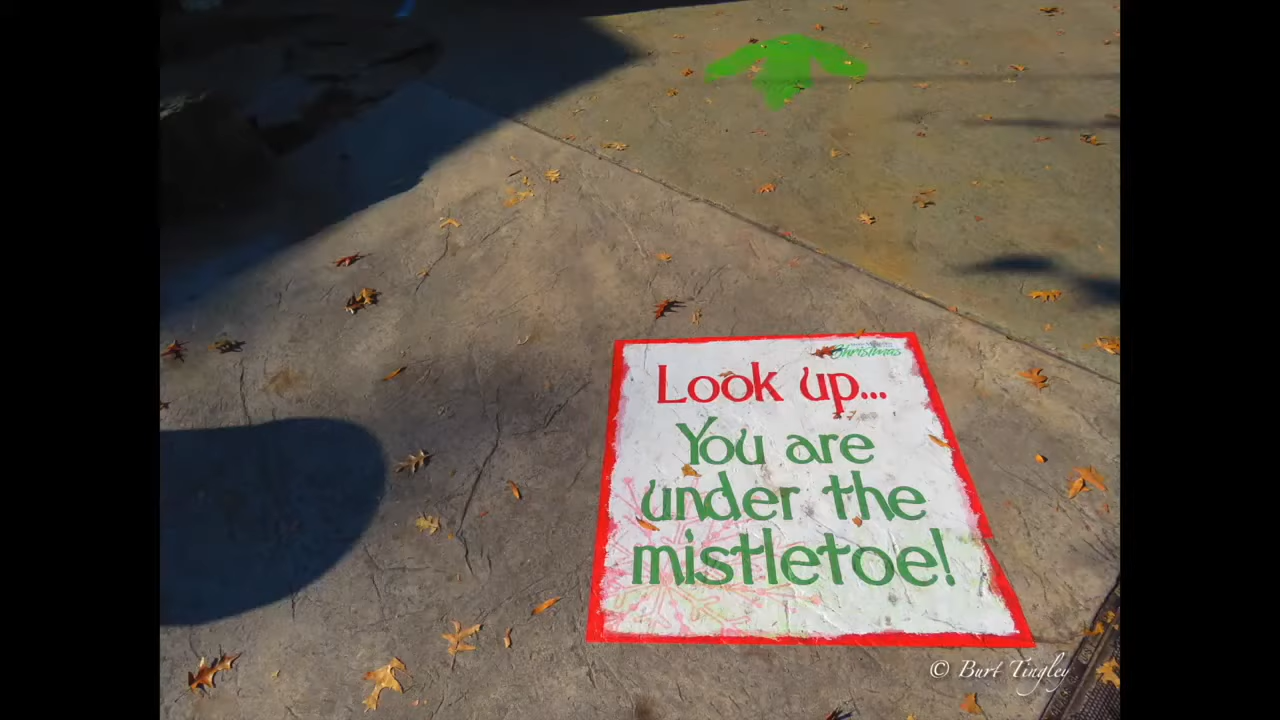 Christmas
Look up...
You are
under the
mistletoe!
© Burt Tingley